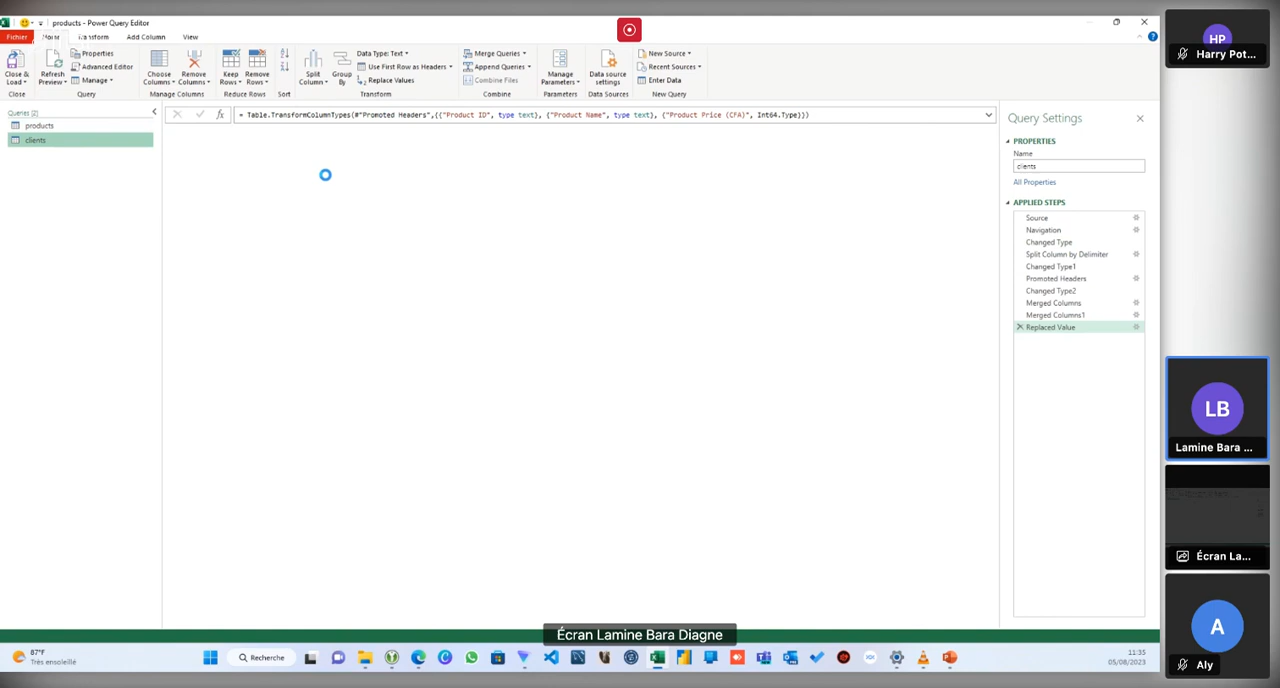 products - Power Query Editor
Fichier Home Transform Add Column View
Close & Load Refresh Preview Properties Advanced Editor Manage Choose Columns Remove Columns Keep Rows Remove Rows Split Column Group By Data Type: Text Use First Row as Headers Replace Values Merge Queries Append Queries Combine Files Manage Parameters Data source settings New Source Recent Sources Enter Data
Close Query Manage Columns Reduce Rows Sort Transform Combine Parameters Data Sources New Query
Queries [2]
products
clients
= Table.TransformColumnTypes(#"Promoted Headers",{{"Product ID", type text}, {"Product Name", type text}, {"Product Price (CFA)", Int64.Type}})
Query Settings
PROPERTIES
Name
clients
All Properties
APPLIED STEPS
Source
Navigation
Changed Type
Split Column by Delimiter
Changed Type1
Promoted Headers
Changed Type2
Merged Columns
Merged Columns1
Replaced Value
HP
Harry Pot...
LB
Lamine Bara ...
Écran La...
A
Aly
Écran Lamine Bara Diagne
87°F
Très ensoleillé
Recherche
11:35
05/08/2023